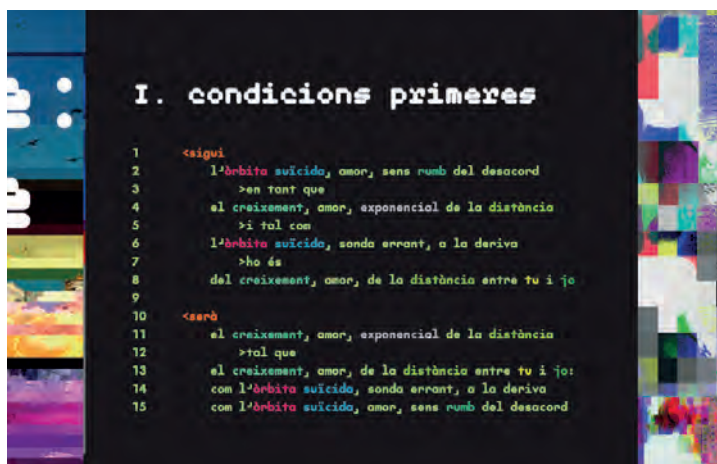 I. condicions primeres
1 <sigui
2 l'òrbita suïcida, amor, sens rumb del desacord
3 >en tant que
4 el creixement, amor, exponencial de la distància
5 >i tal com
6 l'òrbita suïcida, sonda errant, a la deriva
7 >ho és
8 del creixement, amor, de la distància entre tu i jo
9
10 <serà
11 el creixement, amor, exponencial de la distància
12 >tal que
13 el creixement, amor, de la distància entre tu i jo:
14 com l'òrbita suïcida, sonda errant, a la deriva
15 com l'òrbita suïcida, amor, sens rumb del desacord